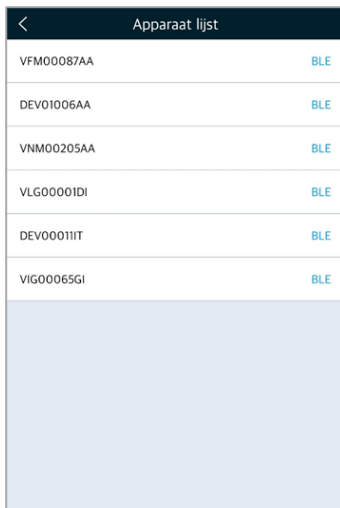 Apparaat lijst
VFM00087AA BLE
DEV01006AA BLE
VNM00205AA BLE
VLG00001DI BLE
DEV00011IT BLE
VIG00065GI BLE